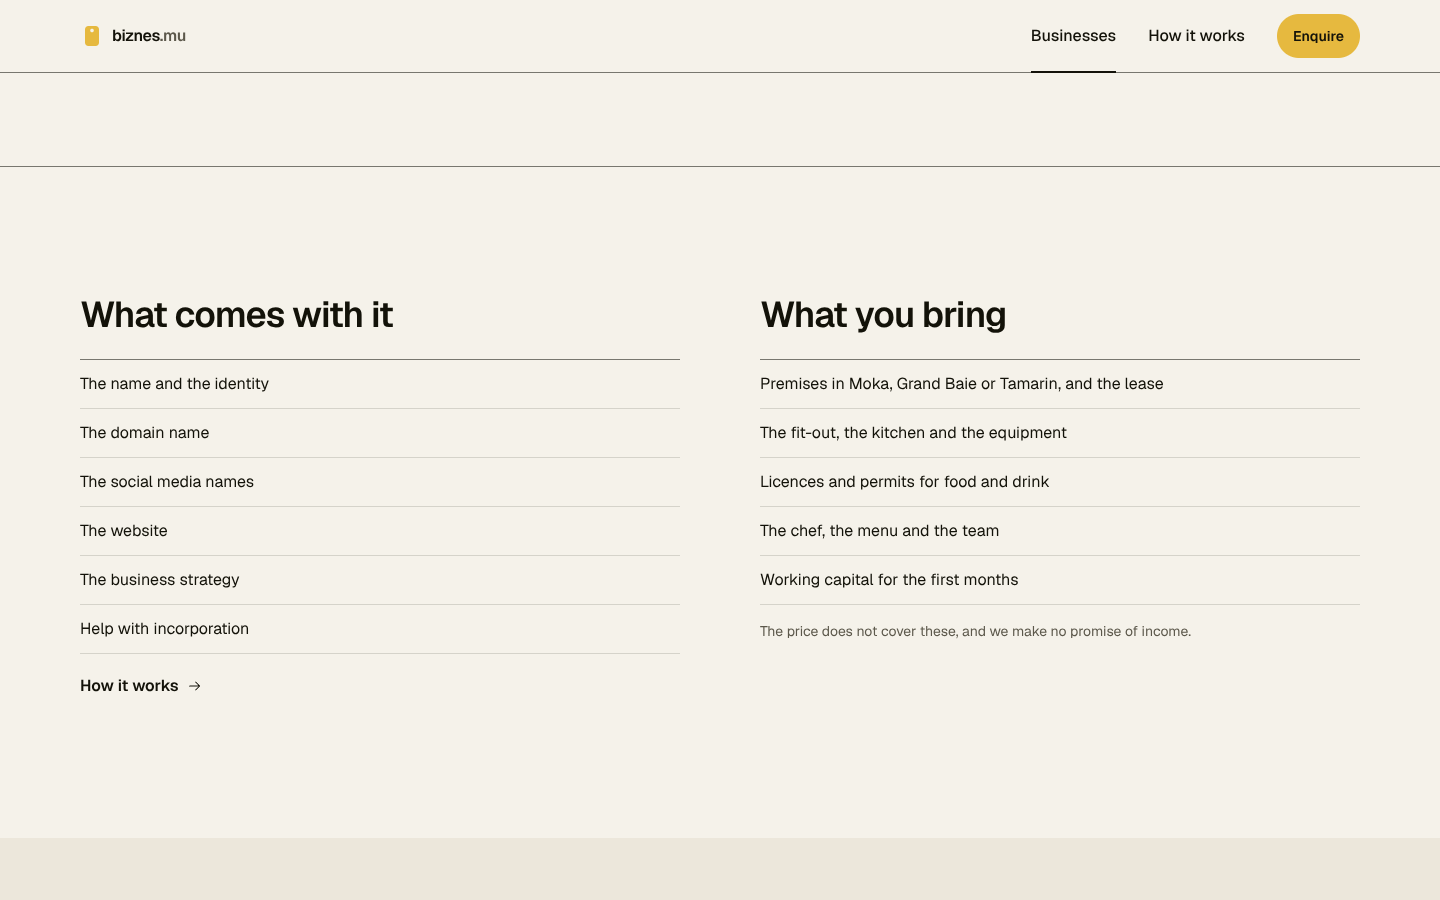 biznes.mu
Businesses
How it works
Enquire
What comes with it
The name and the identity
The domain name
The social media names
The website
The business strategy
Help with incorporation
How it works
What you bring
Premises in Moka, Grand Baie or Tamarin, and the lease
The fit-out, the kitchen and the equipment
Licences and permits for food and drink
The chef, the menu and the team
Working capital for the first months
The price does not cover these, and we make no promise of income.